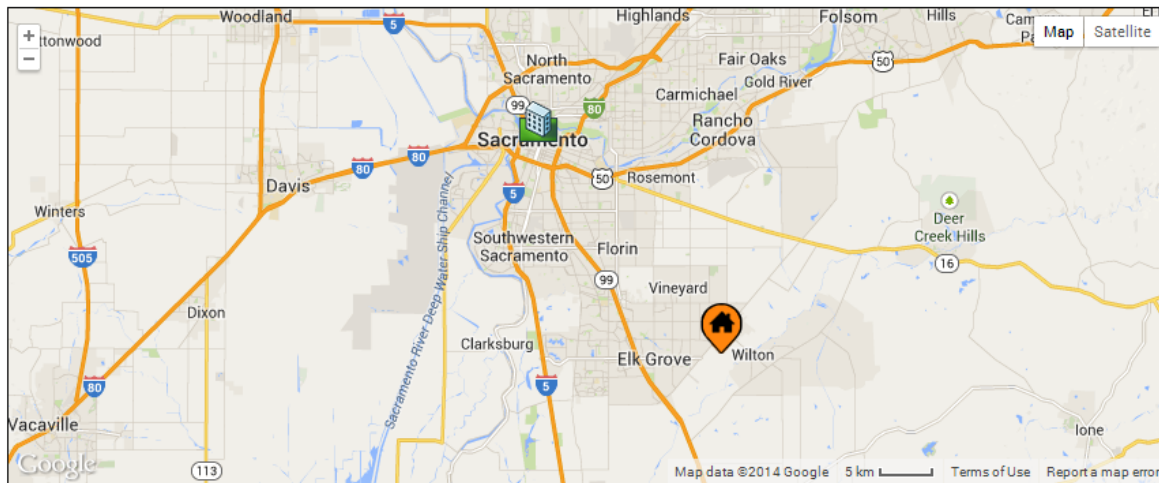 Woodland
5
Highlands
Folsom
Hills
Cam
Map
Satellite
+
−
ttonwood
North
Sacramento
Fair Oaks
50
Gold River
99
80
Carmichael
Rancho
Cordova
Sacramento
80
80
Davis
5
50
Rosemont
Winters
Deer
Creek Hills
Sacramento River Deep Water Ship Channel
505
Southwestern
Sacramento
Florin
16
99
Vineyard
Dixon
Clarksburg
Elk Grove
Wilton
80
5
Vacaville
Ione
Google
113
Map data ©2014 Google
5 km
Terms of Use
Report a map error